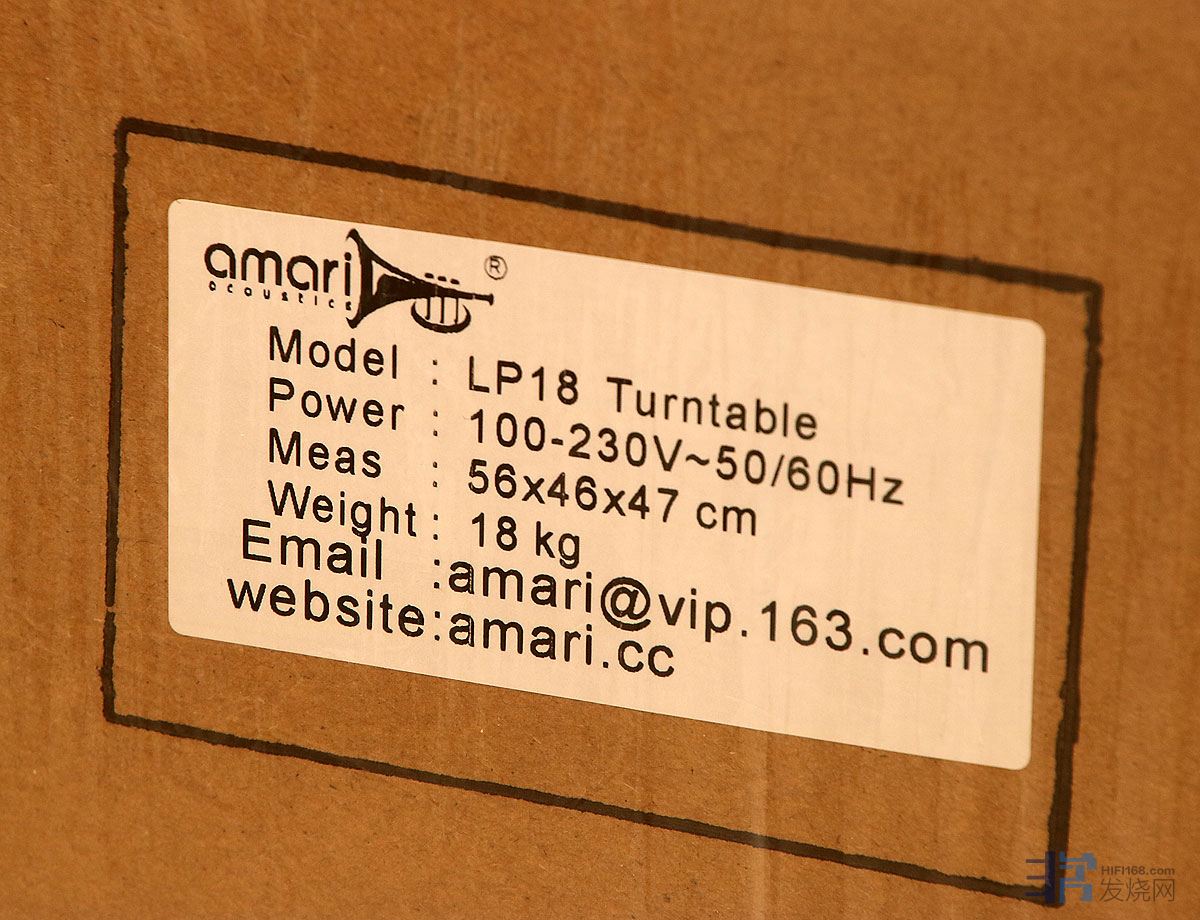 amari ®
acoustics
Model : LP18 Turntable
Power : 100-230V~50/60Hz
Meas : 56x46x47 cm
Weight : 18 kg
Email :amari@vip.163.com
website:amari.cc
HIFI168.com
发烧网